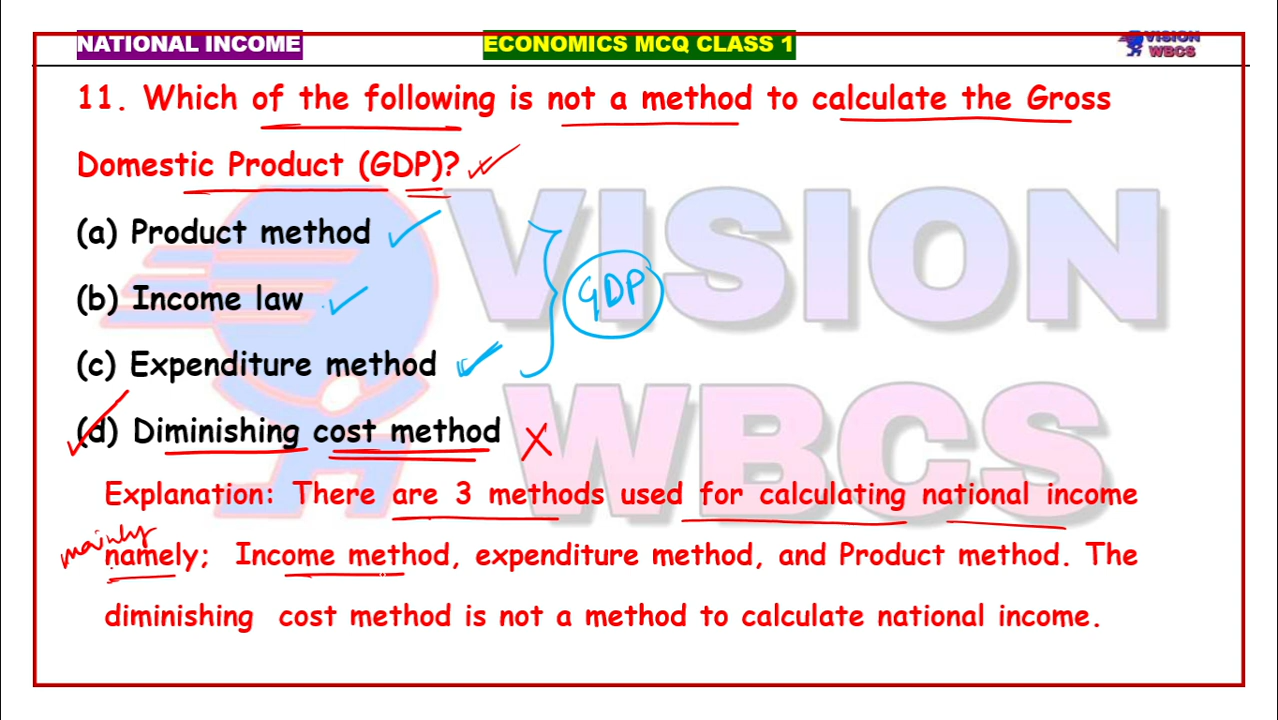 NATIONAL INCOME
ECONOMICS MCQ CLASS 1
VISION
WBCS
11. Which of the following is not a method to calculate the Gross
Domestic Product (GDP)?
(a) Product method
(b) Income law
GDP
(c) Expenditure method
(d) Diminishing cost method
VISION
WBCS
Explanation: There are 3 methods used for calculating national income
mainly
namely; Income method, expenditure method, and Product method. The
diminishing cost method is not a method to calculate national income.